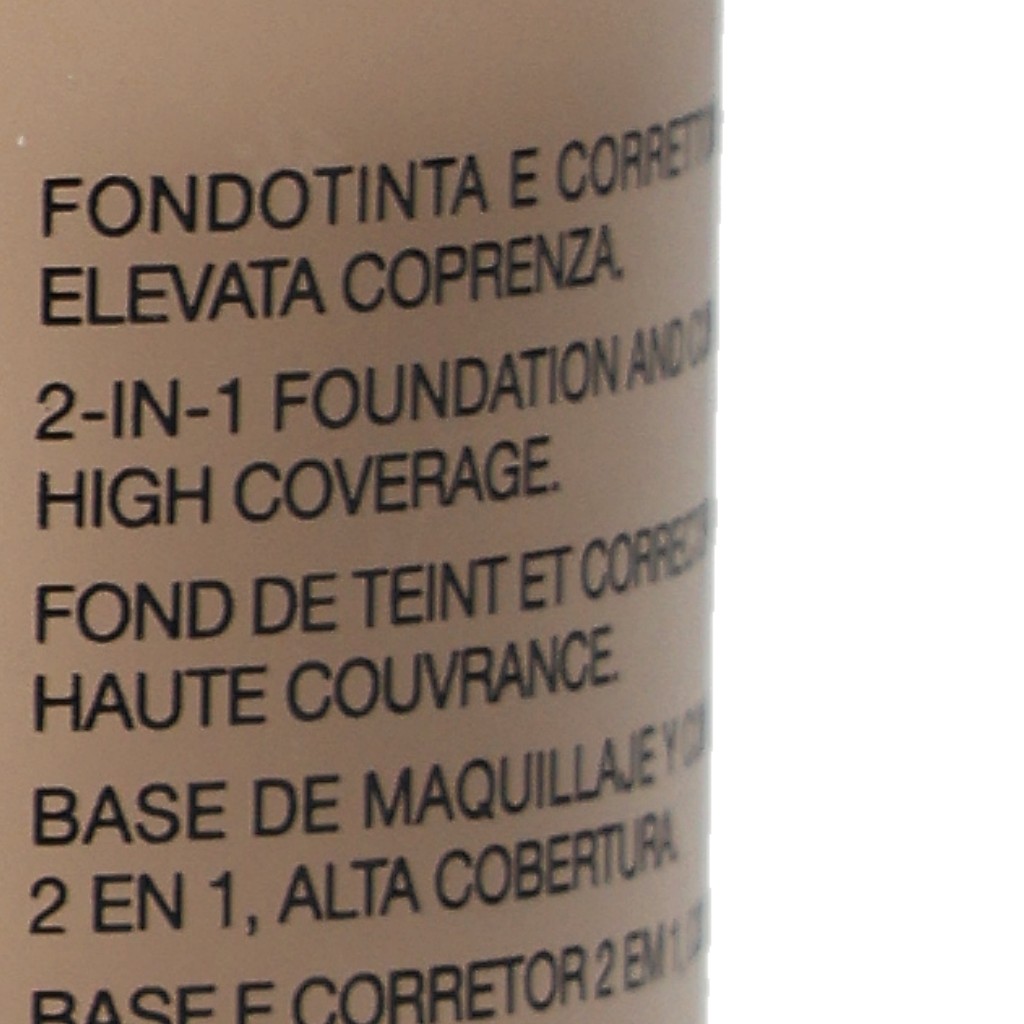 FONDOTINTA E
ELEVATA COPRENZA.
2-IN-1 FOUNDATION AND
HIGH COVERAGE.
FOND DE TEINT ET
HAUTE COUVRANCE.
BASE DE MAQUILLAJE Y
2 EN 1, ALTA COBERTURA.
BASE E CORRETOR 2 EM 1,